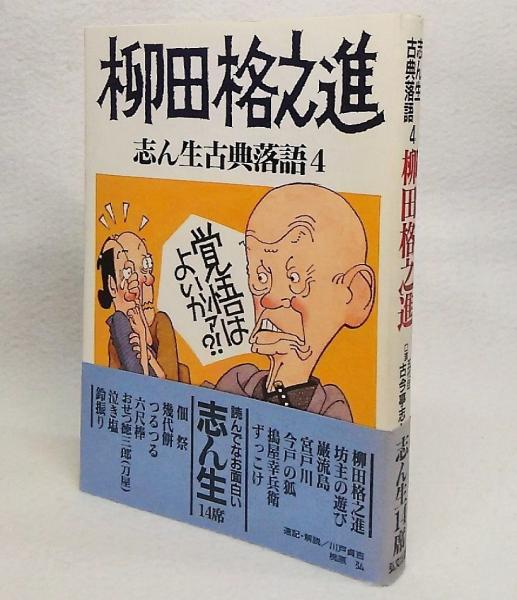 柳田格之進
志ん生古典落語4
覚悟は
よいかァ?!
柳田格之進
坊主の遊び
巌流島
宮戸川
今戸の狐
搗屋幸兵衛
ずっこけ
読んでなお面白い
志ん生
14席
佃祭
幾代餅
つるつる
六尺棒
おせつ徳三郎(刀屋)
泣き塩
鈴振り
速記・解説/川戸貞吉
桃原弘
志ん生
古典落語
4
柳田格之進
古今亭志
志ん生14席